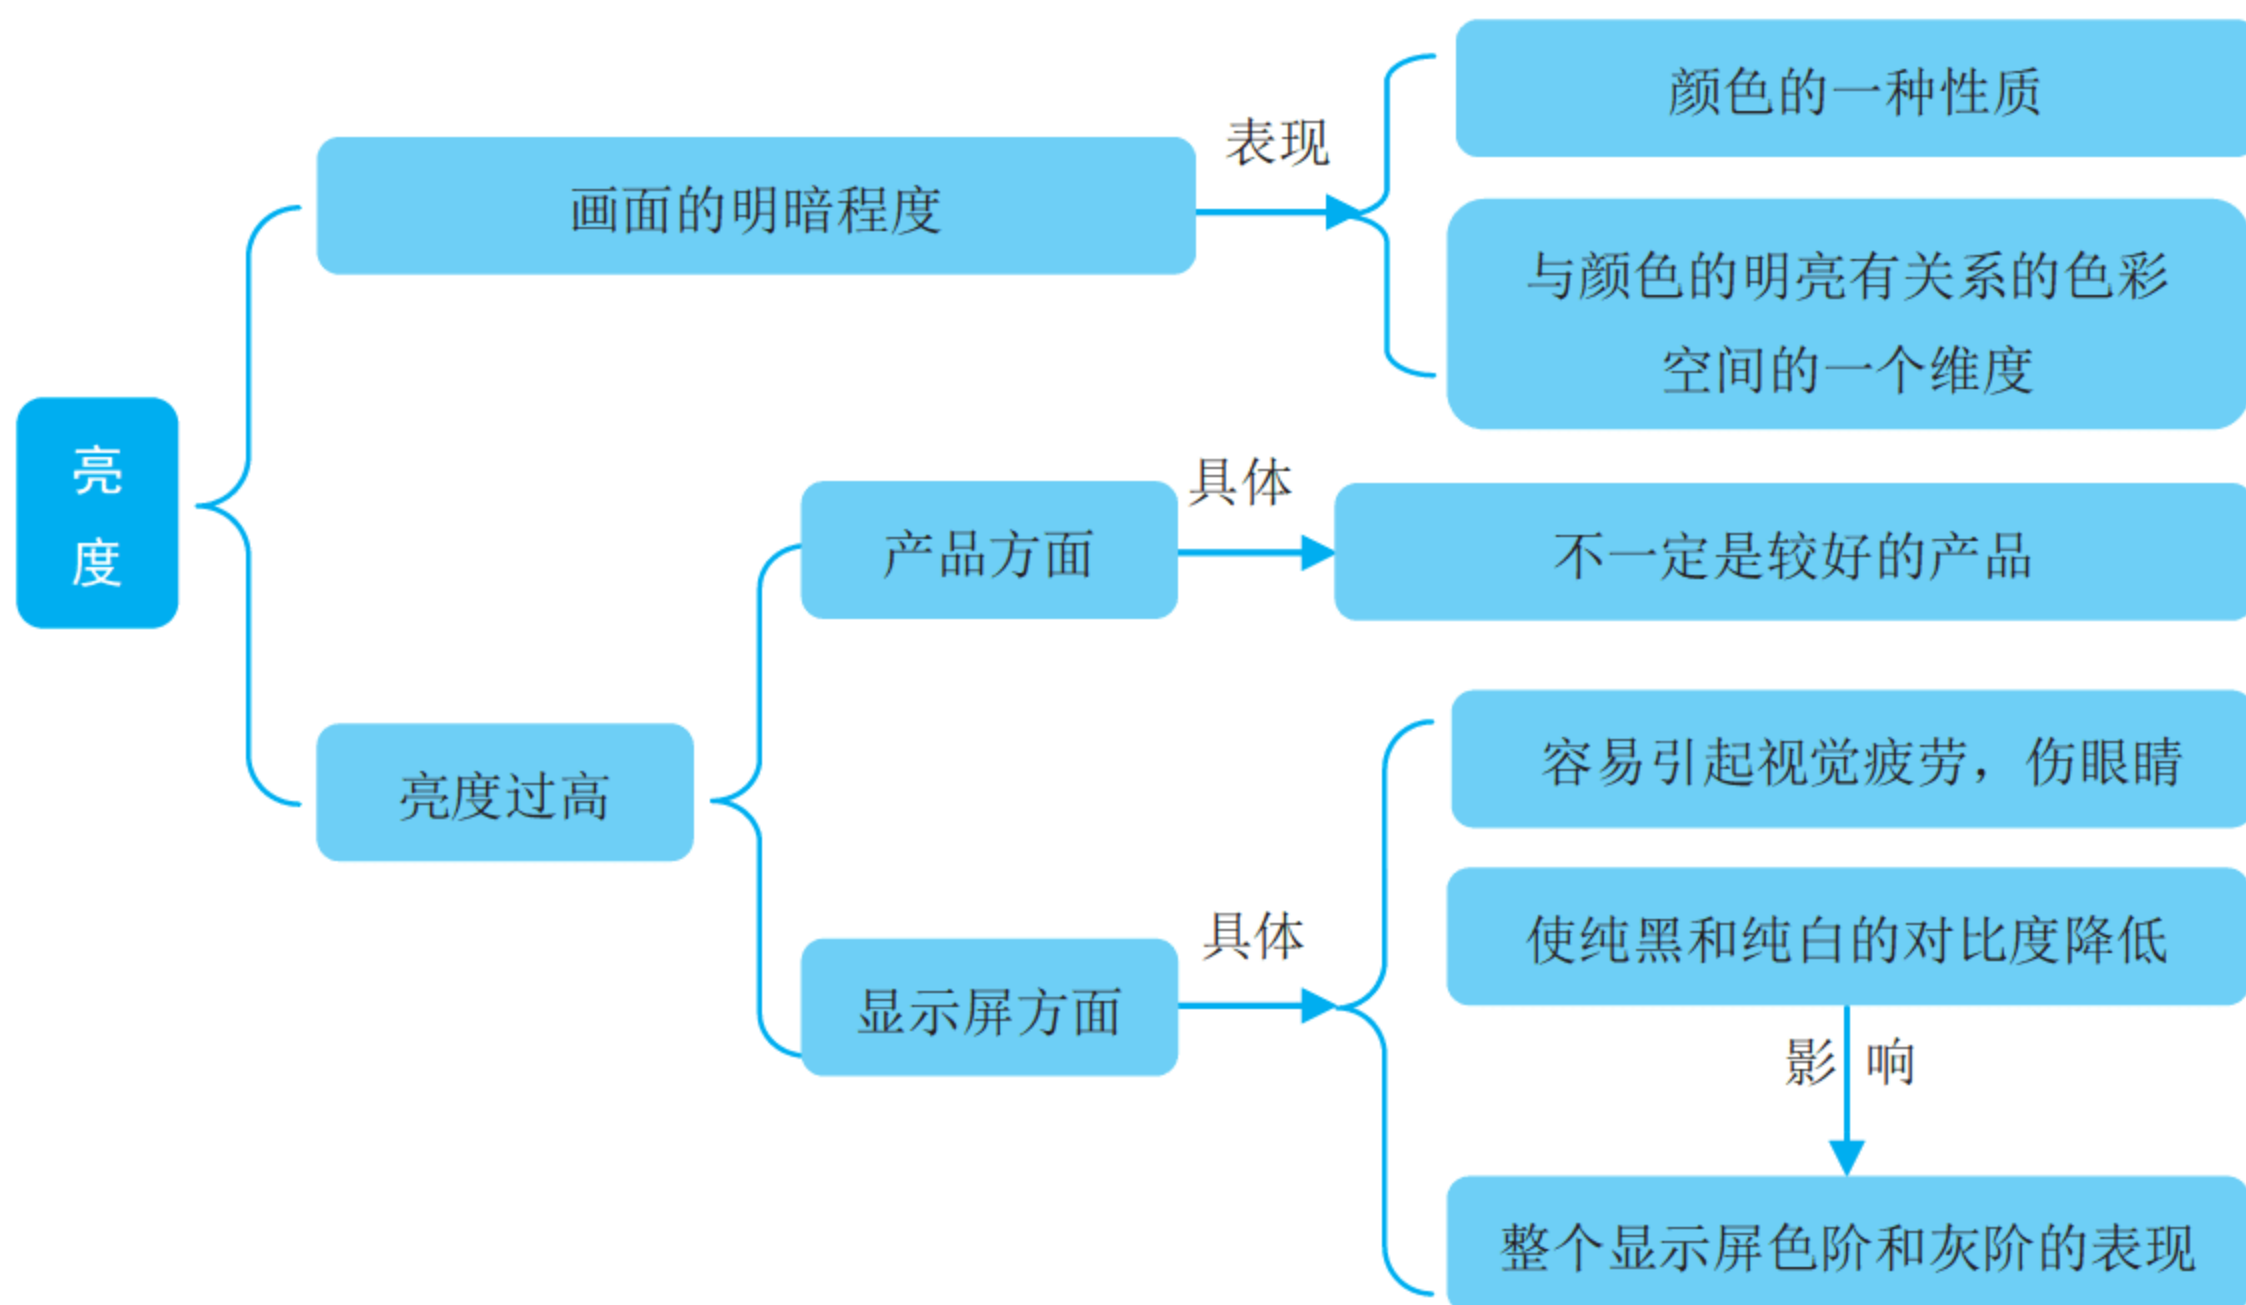 亮
度
画面的明暗程度
表现
颜色的一种性质
与颜色的明亮有关系的色彩
空间的一个维度
亮度过高
产品方面
具体
不一定是较好的产品
显示屏方面
具体
容易引起视觉疲劳，伤眼睛
使纯黑和纯白的对比度降低
影响
整个显示屏色阶和灰阶的表现